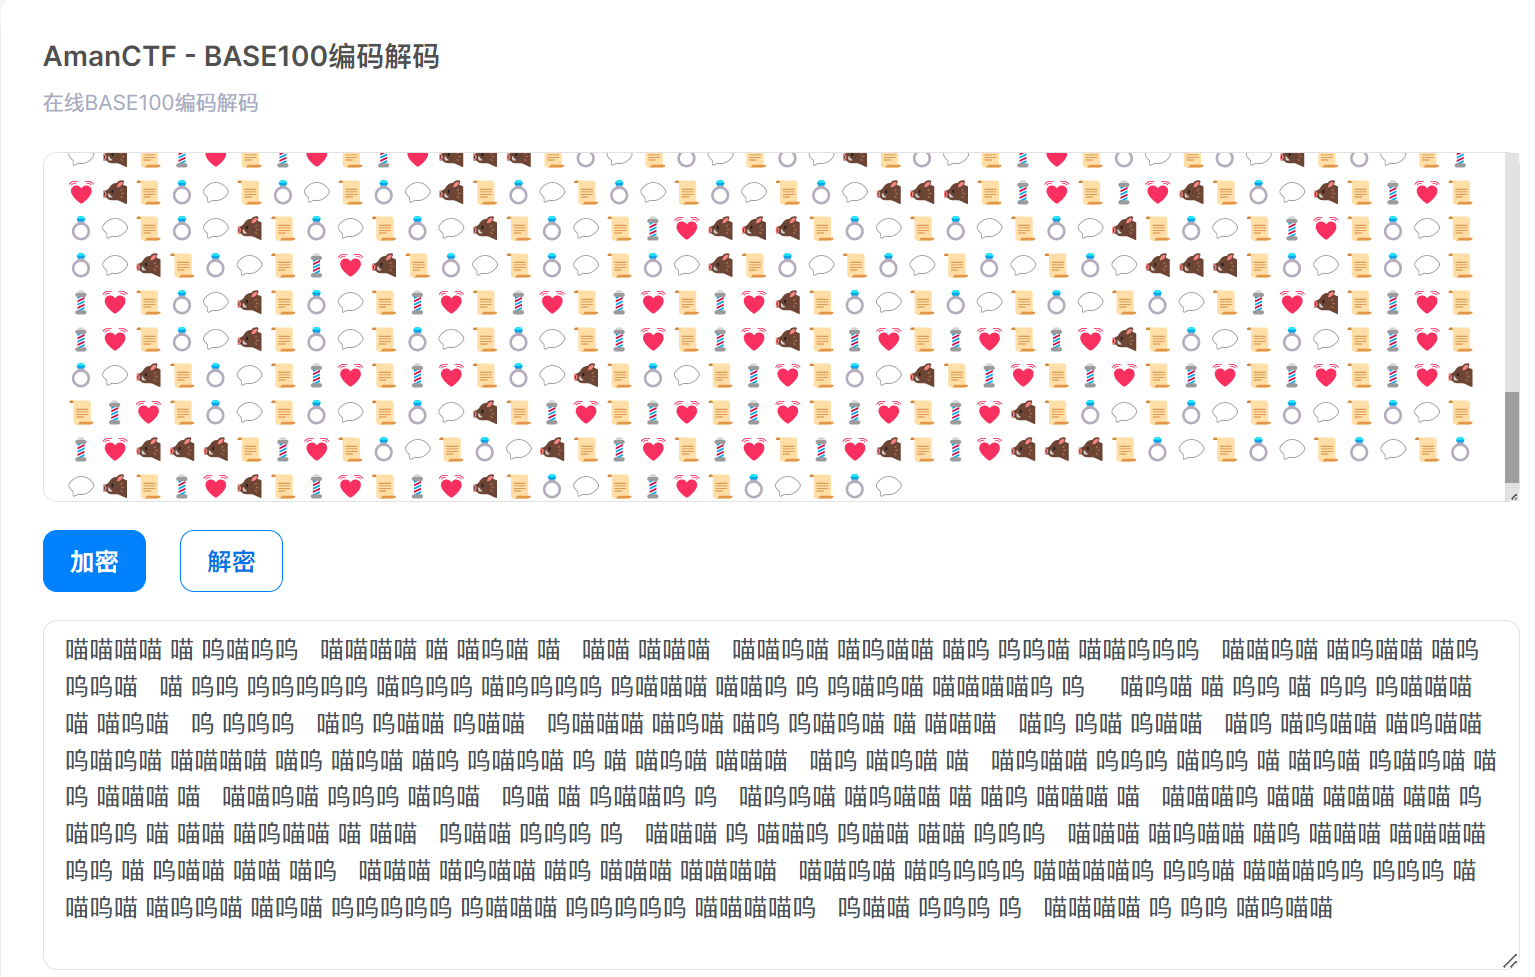 AmanCTF - BASE100编码解码
在线BASE100编码解码
加密
解密
喵喵喵喵 喵 呜喵呜呜   喵喵喵喵 喵 喵呜喵 喵   喵喵 喵喵喵   喵喵呜喵 喵呜喵喵 喵呜 呜呜喵 喵喵呜呜呜   喵喵呜喵 喵呜喵喵 喵呜
呜呜喵   喵 呜呜 呜呜呜呜呜 喵呜呜呜 喵呜呜呜呜 呜喵喵喵 喵喵呜 呜 呜喵呜喵 喵喵喵喵呜 呜     喵呜喵 喵 呜呜 喵 呜呜 呜喵喵喵
喵 喵呜喵   呜 呜呜呜   喵呜 呜喵喵 呜喵喵   呜喵喵喵 喵呜喵 喵呜 呜喵呜喵 喵 喵喵喵   喵呜 呜喵 呜喵喵   喵呜 喵呜喵喵 喵呜喵喵
呜喵呜喵 喵喵喵喵 喵呜 喵呜喵 喵呜 呜喵呜喵 呜 喵 喵呜喵 喵喵喵   喵呜 喵呜喵 喵   喵呜喵喵 呜呜呜 喵呜呜 喵 喵呜喵 呜喵呜喵 喵
呜 喵喵喵 喵   喵喵呜喵 呜呜呜 喵呜喵   呜喵 喵 呜喵喵呜 呜   喵呜呜喵 喵呜喵喵 喵 喵呜 喵喵喵 喵   喵喵喵呜 喵喵 喵喵喵 喵喵 呜
喵呜呜 喵 喵喵 喵呜喵喵 喵 喵喵   呜喵喵 呜呜呜 呜   喵喵喵 呜 喵喵呜 呜喵喵 喵喵 呜呜呜   喵喵喵 喵呜喵喵 喵呜 喵喵喵 喵喵喵喵
呜呜 喵 呜喵喵 喵喵 喵呜   喵喵喵 喵呜喵喵 喵呜 喵喵喵 喵喵喵喵   喵喵呜喵 喵呜呜呜呜 喵喵喵喵呜 呜呜喵 喵喵喵呜呜 呜呜呜 喵
喵呜喵 喵呜呜喵 喵呜喵 呜呜呜呜呜 呜喵喵喵 呜呜呜呜呜 喵喵喵喵呜   呜喵喵 呜呜呜 呜   喵喵喵喵 呜 呜呜 喵呜喵喵